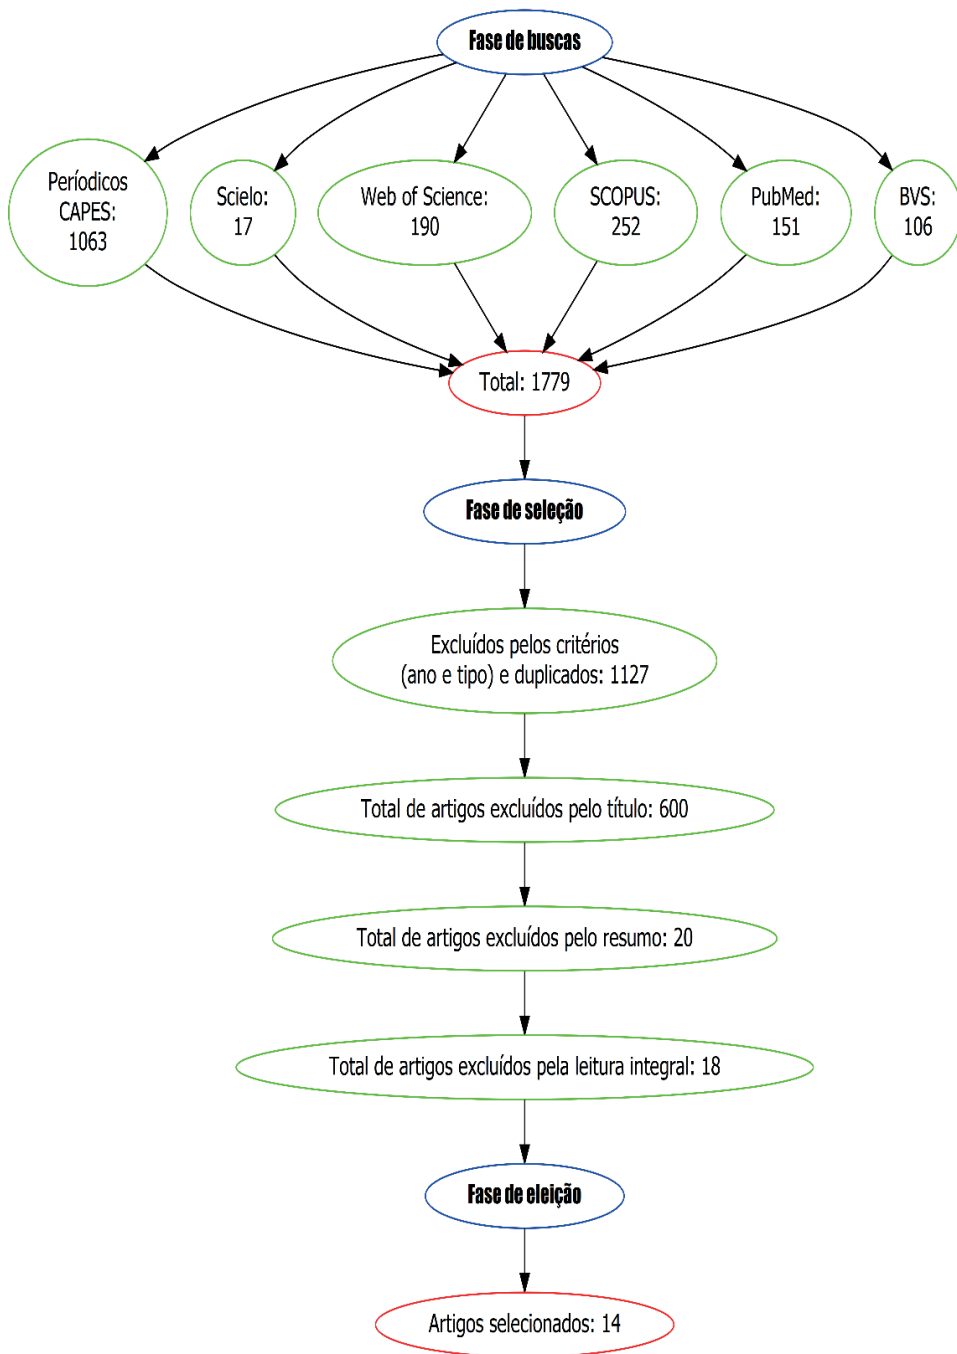 Fase de buscas
Períodicos
CAPES:
1063
Scielo:
17
Web of Science:
190
SCOPUS:
252
PubMed:
151
BVS:
106
Total: 1779
Fase de seleção
Excluídos pelos critérios
(ano e tipo) e duplicados: 1127
Total de artigos excluídos pelo título: 600
Total de artigos excluídos pelo resumo: 20
Total de artigos excluídos pela leitura integral: 18
Fase de eleição
Artigos selecionados: 14